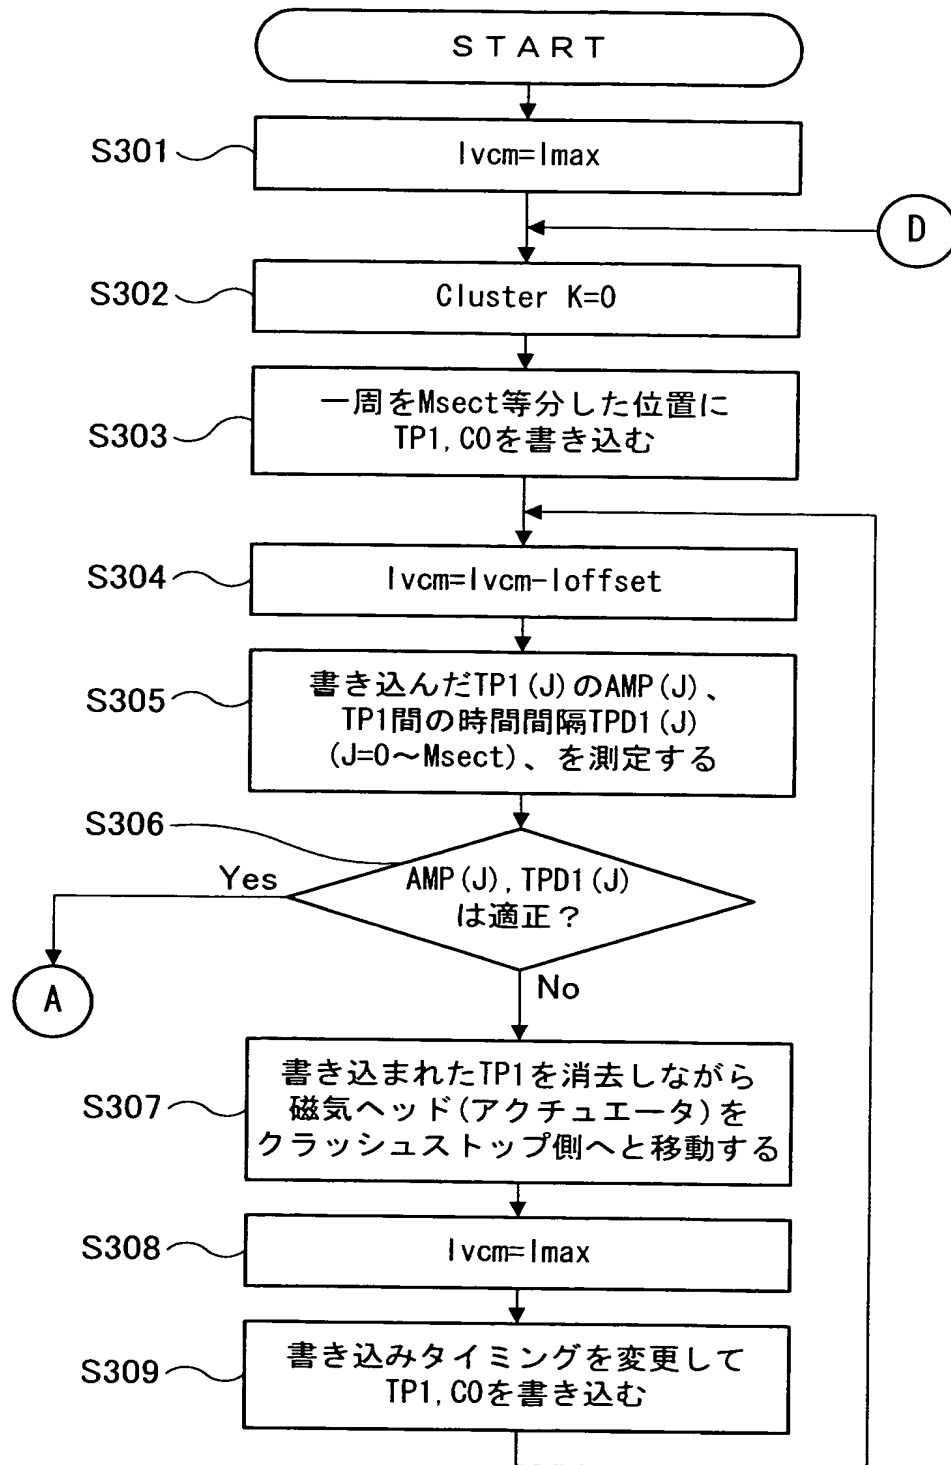 START
S301
Ivcm=Imax
D
S302
Cluster K=0
S303
一周をMsect等分した位置に
TP1,C0を書き込む
S304
Ivcm=Ivcm-Ioffset
S305
書き込んだTP1(J)のAMP(J)、
TP1間の時間間隔TPD1(J)
(J=0～Msect)、を測定する
S306
Yes
AMP(J),TPD1(J)
は適正？
A
No
S307
書き込まれたTP1を消去しながら
磁気ヘッド(アクチュエータ)を
クラッシュストップ側へと移動する
S308
Ivcm=Imax
S309
書き込みタイミングを変更して
TP1,C0を書き込む